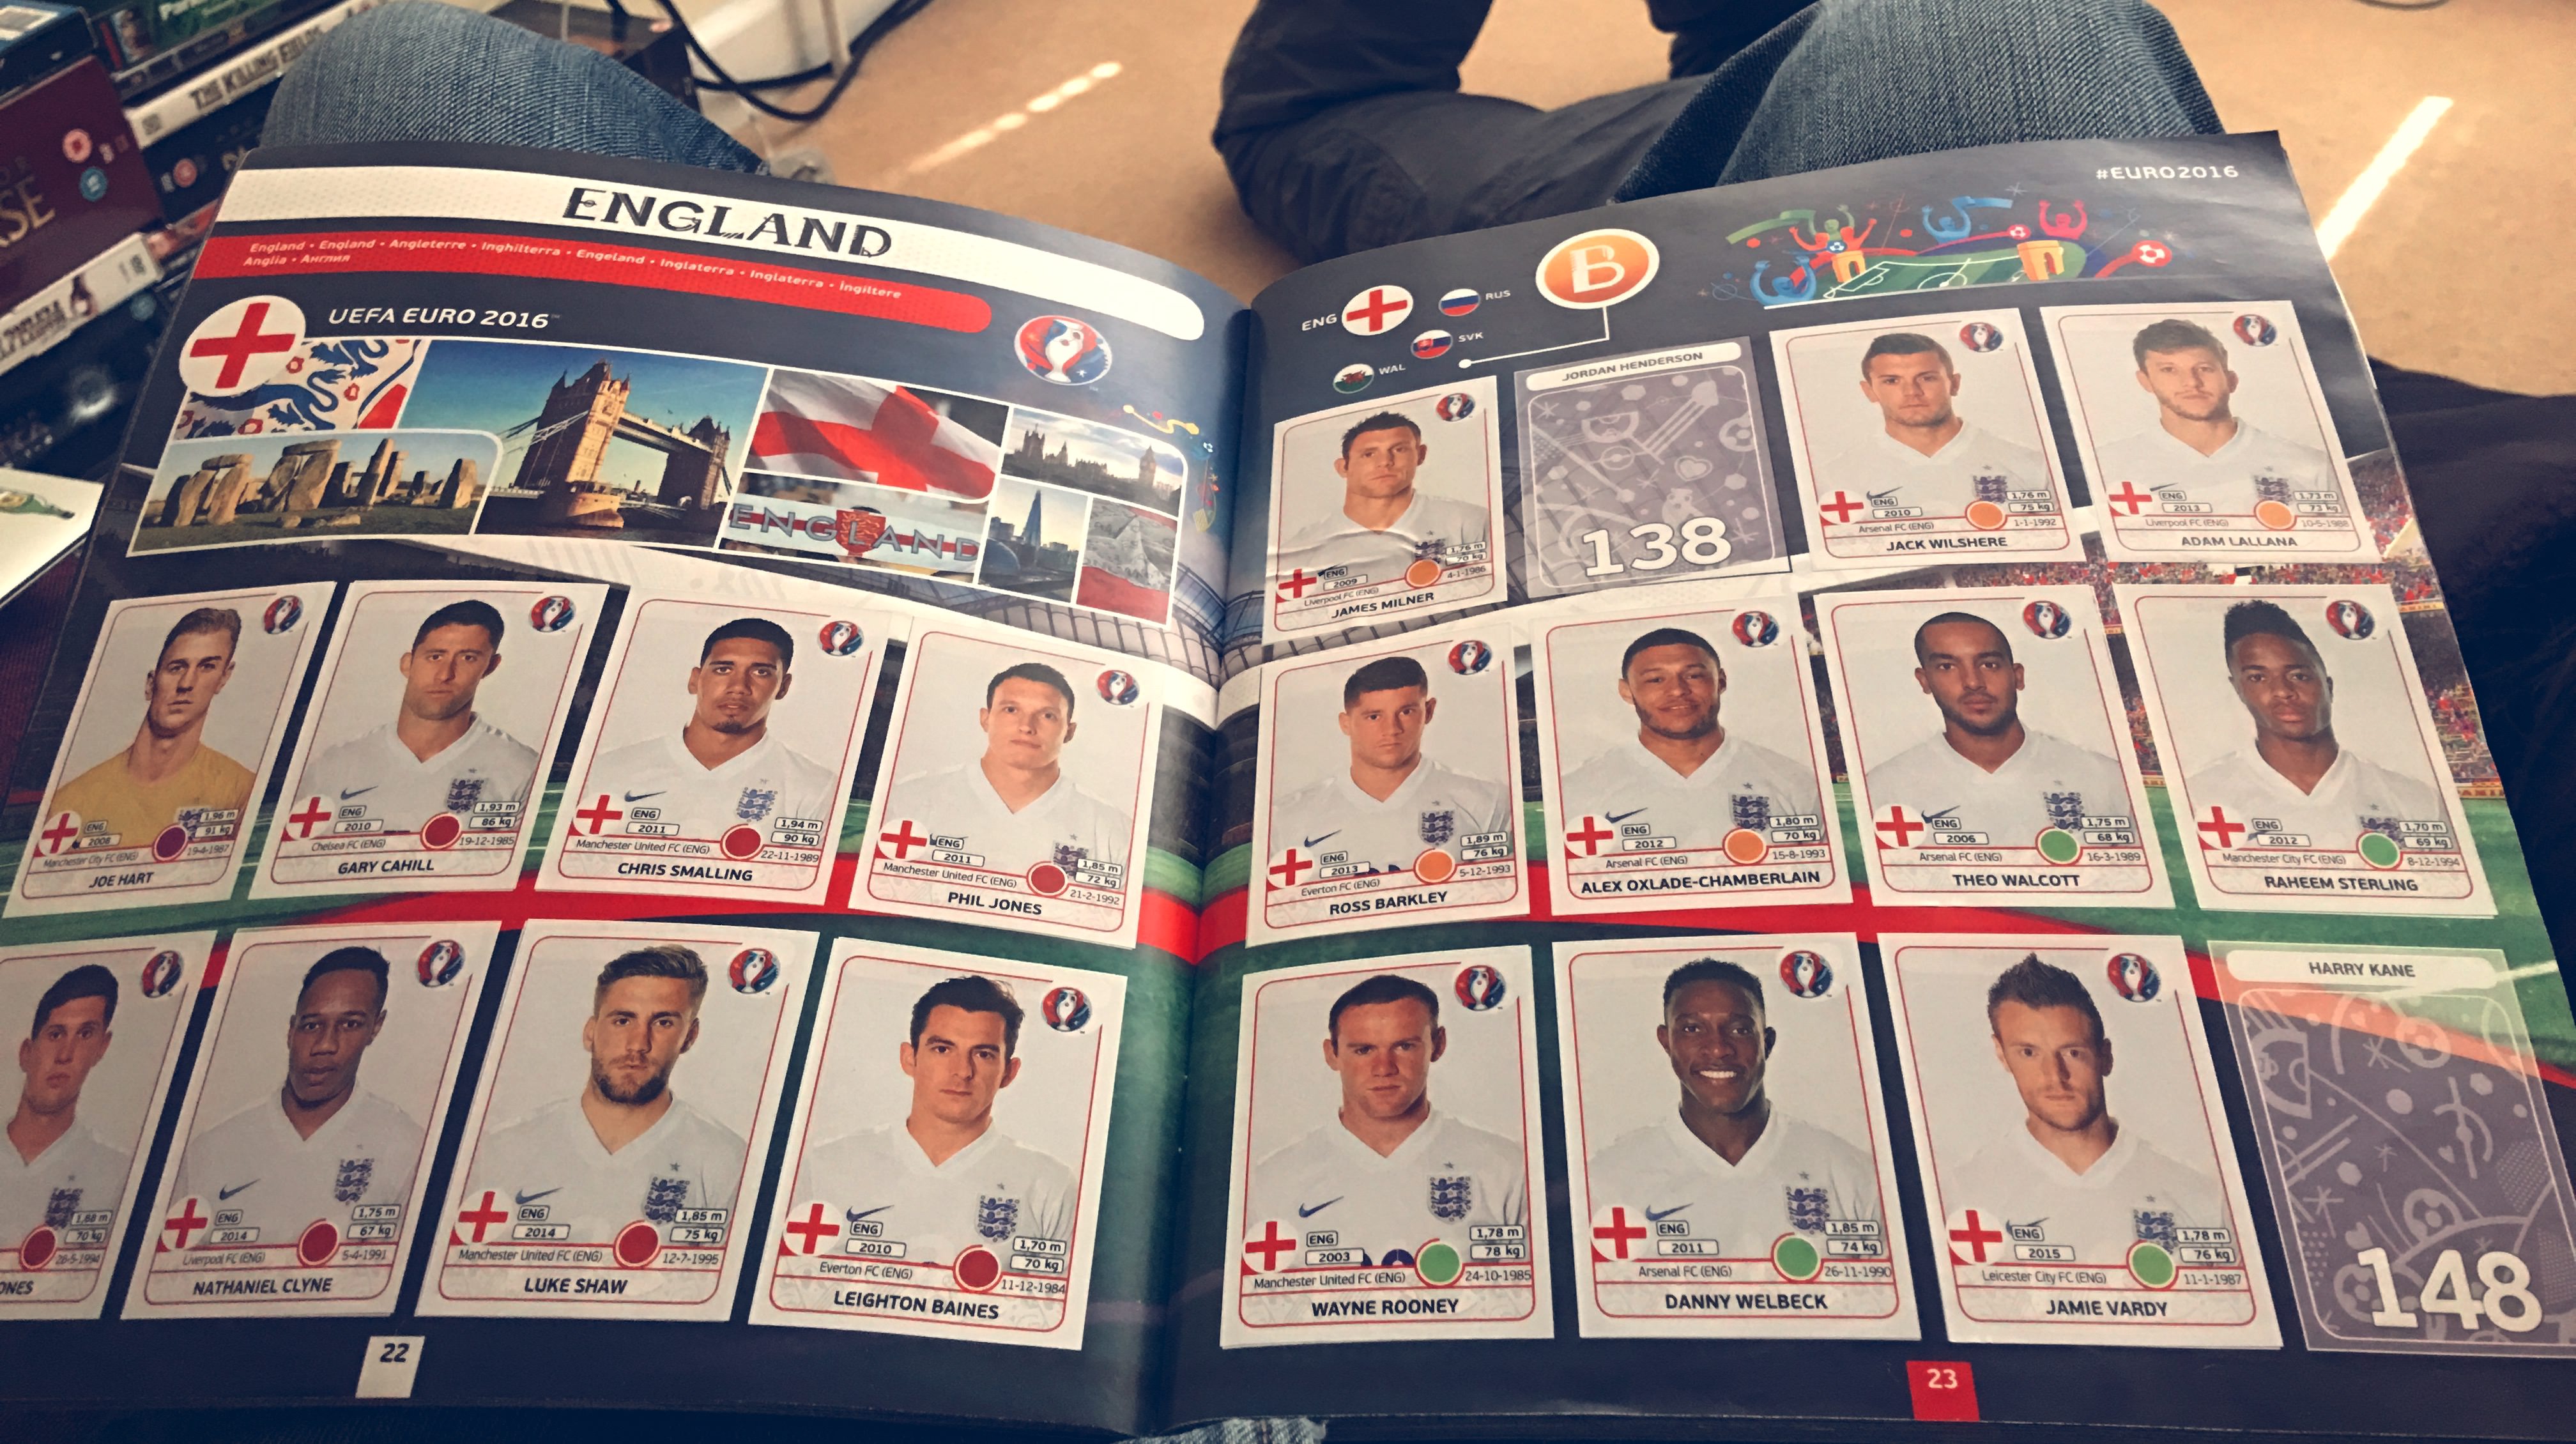 THE KILLING FIELDS
ENGLAND
England • England • Angleterre • Inghilterra • Engeland • Inglaterra • Inglaterra • İngiltere
Anglia • Англия
UEFA EURO 2016™
ENGLAND
ENG
2008
1,96 m
91 kg
Manchester City FC (ENG)
19-4-1987
JOE HART
ENG
2010
1,93 m
86 kg
Chelsea FC (ENG)
19-12-1985
GARY CAHILL
ENG
2011
1,94 m
90 kg
Manchester United FC (ENG)
22-11-1989
CHRIS SMALLING
ENG
2011
1,85 m
72 kg
Manchester United FC (ENG)
21-2-1992
PHIL JONES
1,88 m
70 kg
26-5-1994
ONES
ENG
2014
1,75 m
67 kg
Liverpool FC (ENG)
5-4-1991
NATHANIEL CLYNE
ENG
2014
1,85 m
75 kg
Manchester United FC (ENG)
12-7-1995
LUKE SHAW
ENG
2010
1,70 m
70 kg
Everton FC (ENG)
11-12-1984
LEIGHTON BAINES
22
#EURO2016
B
ENG
RUS
SVK
WAL
ENG
2009
1,76 m
70 kg
Liverpool FC (ENG)
4-1-1986
JAMES MILNER
JORDAN HENDERSON
138
ENG
2010
1,76 m
75 kg
Arsenal FC (ENG)
1-1-1992
JACK WILSHERE
ENG
2013
1,73 m
73 kg
Liverpool FC (ENG)
10-5-1988
ADAM LALLANA
ENG
2013
1,89 m
76 kg
Everton FC (ENG)
5-12-1993
ROSS BARKLEY
ENG
2012
1,80 m
70 kg
Arsenal FC (ENG)
15-8-1993
ALEX OXLADE-CHAMBERLAIN
ENG
2006
1,75 m
68 kg
Arsenal FC (ENG)
16-3-1989
THEO WALCOTT
ENG
2012
1,70 m
69 kg
Manchester City FC (ENG)
8-12-1994
RAHEEM STERLING
ENG
2003
1,78 m
78 kg
Manchester United FC (ENG)
24-10-1985
WAYNE ROONEY
ENG
2011
1,85 m
74 kg
Arsenal FC (ENG)
26-11-1990
DANNY WELBECK
ENG
2015
1,78 m
76 kg
Leicester City FC (ENG)
11-1-1987
JAMIE VARDY
HARRY KANE
148
23